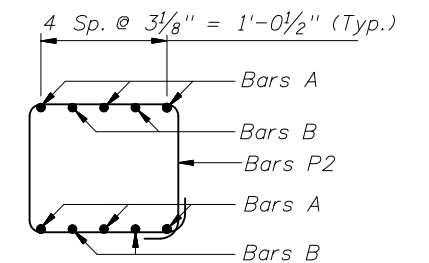 4 Sp. @ 3⅛" = 1'-0½" (Typ.)
Bars A
Bars B
Bars P2
Bars A
Bars B